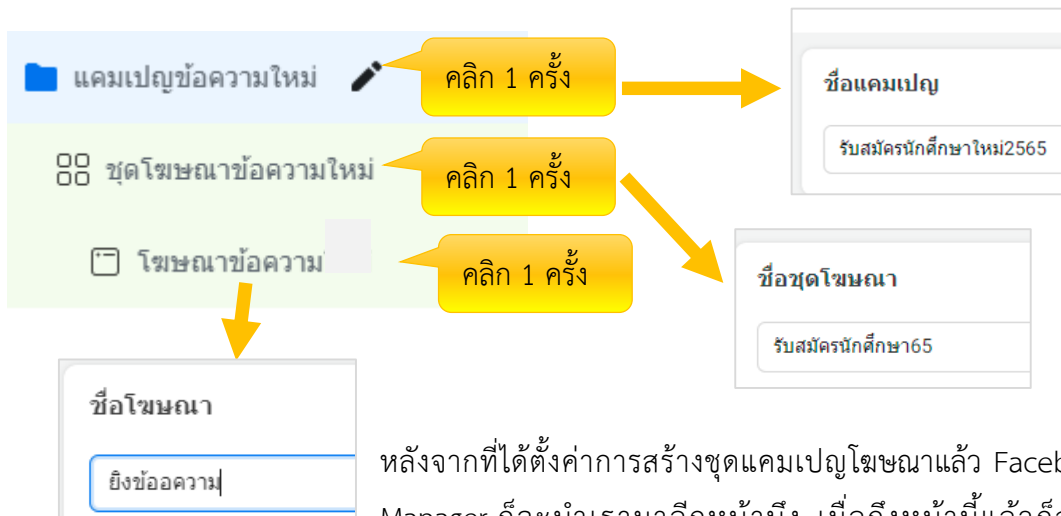 แคมเปญข้อความใหม่
คลิก 1 ครั้ง
ชื่อแคมเปญ
รับสมัครนักศึกษาใหม่2565
ชุดโฆษณาข้อความใหม่
คลิก 1 ครั้ง
โฆษณาข้อความ
คลิก 1 ครั้ง
ชื่อชุดโฆษณา
รับสมัครนักศึกษา65
ชื่อโฆษณา
ยิงข้ออความ
หลังจากที่ได้ตั้งค่าการสร้างชุดแคมเปญโฆษณาแล้ว